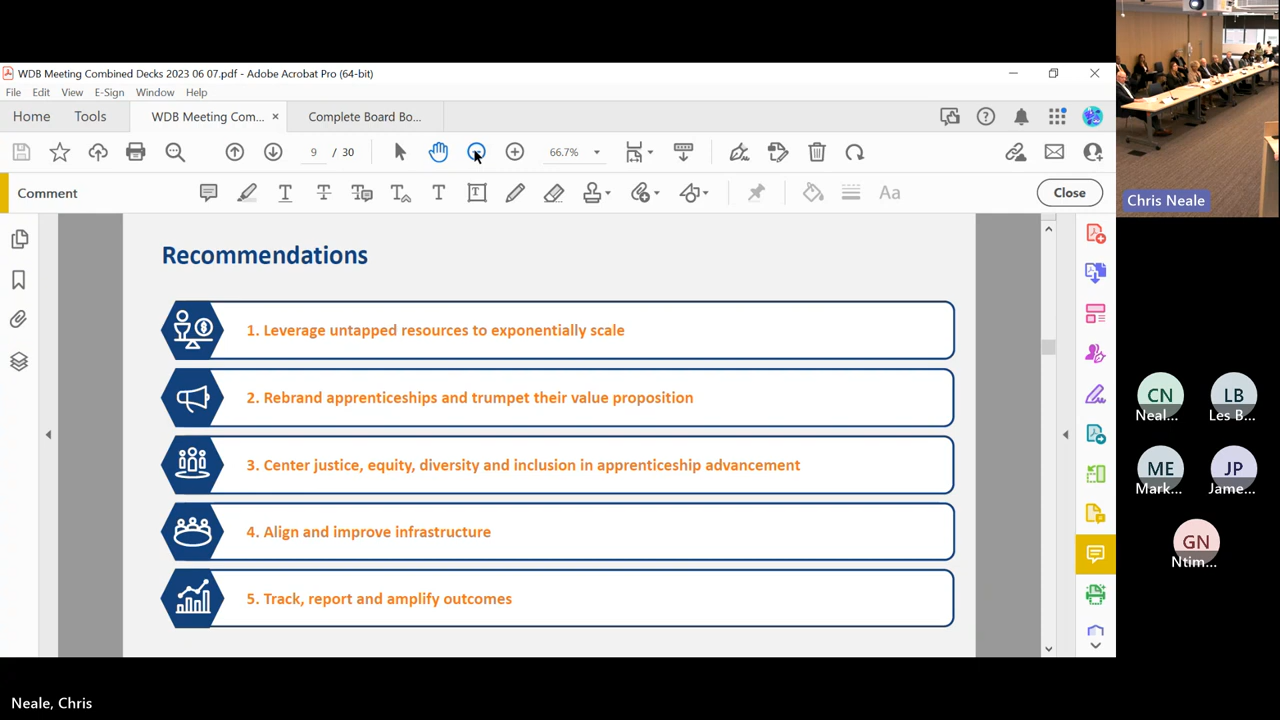 WDB Meeting Combined Decks 2023 06 07.pdf - Adobe Acrobat Pro (64-bit)
File Edit View E-Sign Window Help
Home Tools WDB Meeting Com... × Complete Board Bo...
9 / 30 66.7%
Comment
Close
Recommendations
1. Leverage untapped resources to exponentially scale
2. Rebrand apprenticeships and trumpet their value proposition
3. Center justice, equity, diversity and inclusion in apprenticeship advancement
4. Align and improve infrastructure
5. Track, report and amplify outcomes
Chris Neale
CN LB
Neal... Les B...
ME JP
Mark... Jame...
GN
Ntim...
Neale, Chris